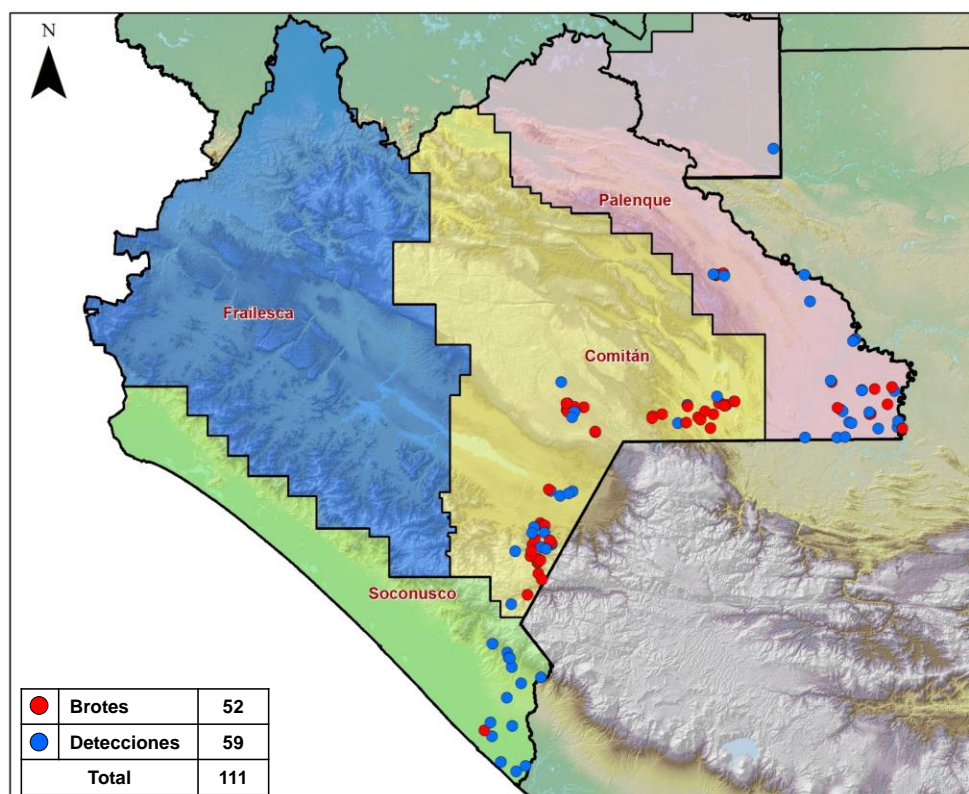 N
Palenque
Frailesca
Comitán
Soconusco
Brotes 52
Detecciones 59
Total 111